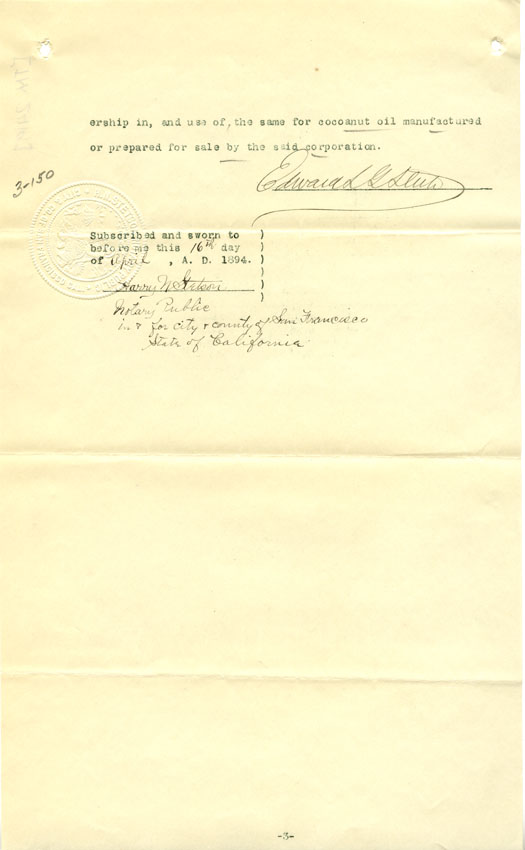 ership in, and use of, the same for cocoanut oil manufactured
or prepared for sale by the said corporation.
3-150
Edward L G
Subscribed and sworn to )
before me this 16th day )
of April , A. D. 1894. )
Harry N Stetson )
Notary Public
in & for city & county of San Francisco
State of California
-3-